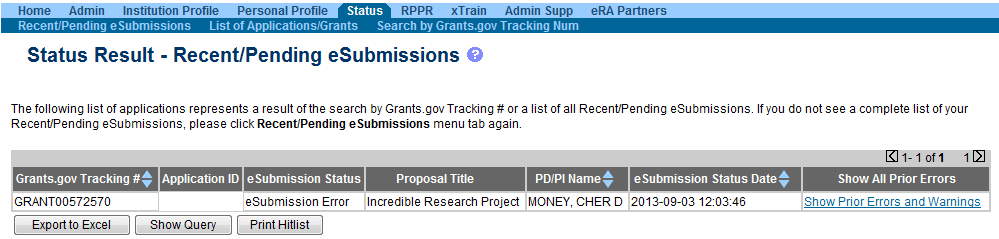 Home Admin Institution Profile Personal Profile Status RPPR xTrain Admin Supp eRA Partners
Recent/Pending eSubmissions List of Applications/Grants Search by Grants.gov Tracking Num
Status Result - Recent/Pending eSubmissions ?
The following list of applications represents a result of the search by Grants.gov Tracking # or a list of all Recent/Pending eSubmissions. If you do not see a complete list of your
Recent/Pending eSubmissions, please click Recent/Pending eSubmissions menu tab again.
1- 1 of 1 1
Grants.gov Tracking # Application ID eSubmission Status Proposal Title PD/PI Name eSubmission Status Date Show All Prior Errors
GRANT00572570 eSubmission Error Incredible Research Project MONEY, CHER D 2013-09-03 12:03:46 Show Prior Errors and Warnings
Export to Excel Show Query Print Hitlist